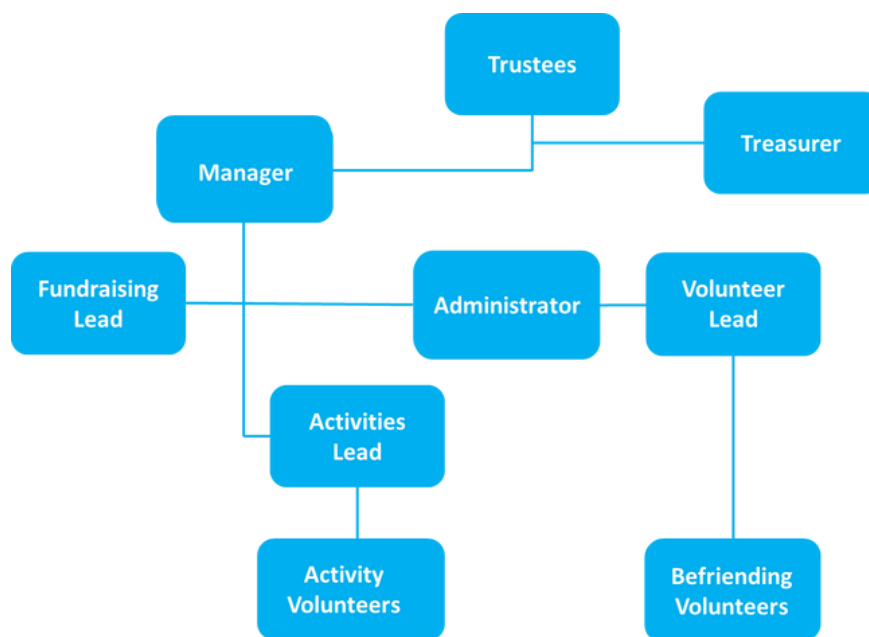 Trustees
Treasurer
Manager
Fundraising
Lead
Administrator
Volunteer
Lead
Activities
Lead
Activity
Volunteers
Befriending
Volunteers